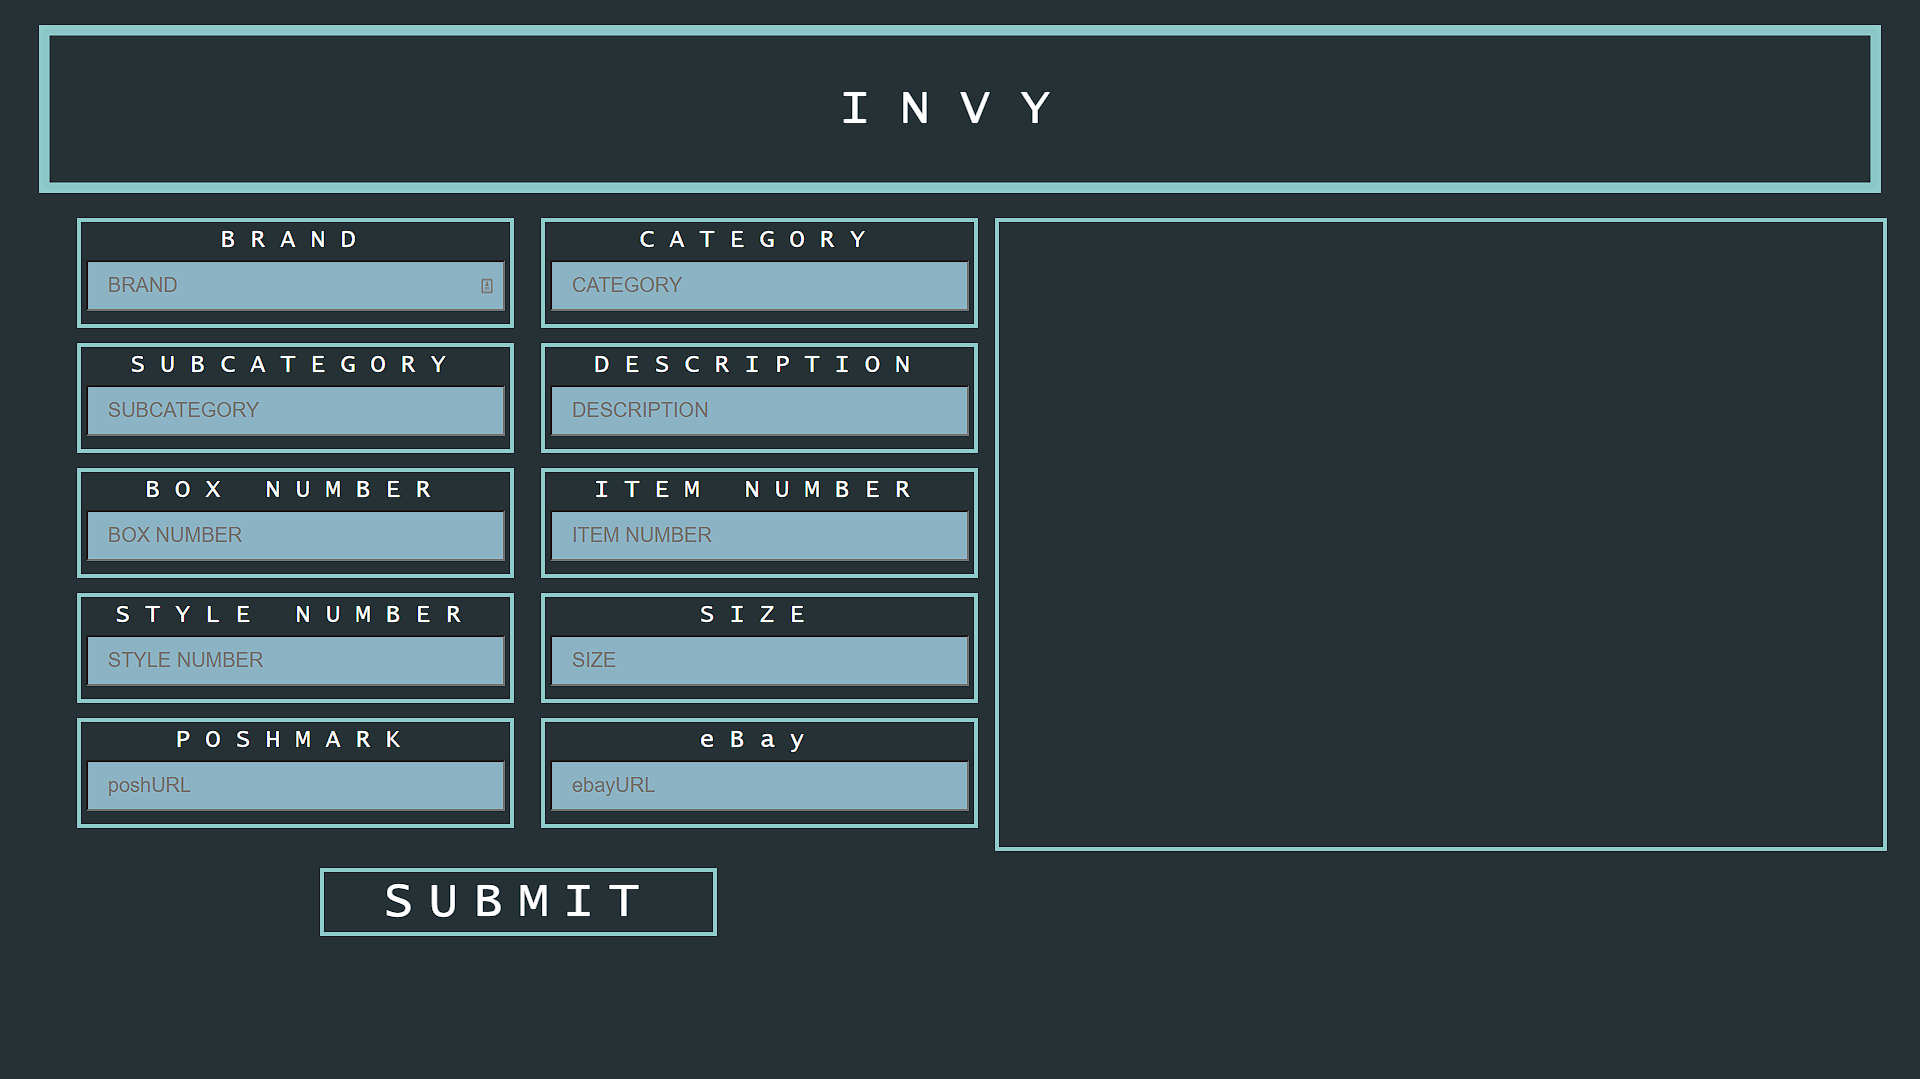 INVY
BRAND
BRAND
CATEGORY
CATEGORY
SUBCATEGORY
SUBCATEGORY
DESCRIPTION
DESCRIPTION
BOX NUMBER
BOX NUMBER
ITEM NUMBER
ITEM NUMBER
STYLE NUMBER
STYLE NUMBER
SIZE
SIZE
POSHMARK
poshURL
eBay
ebayURL
SUBMIT